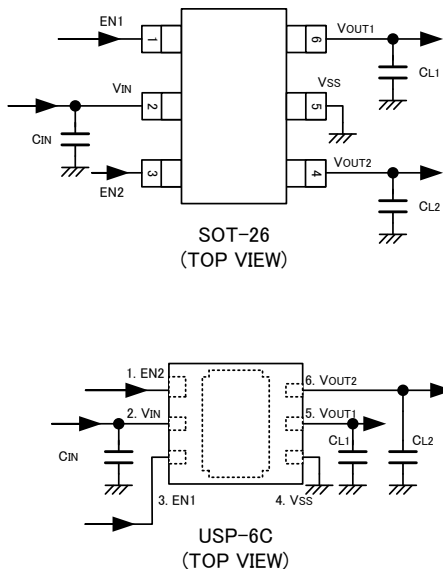 EN1
1
6
VOUT1
CL1
VIN
2
5
VSS
CIN
EN2
3
4
VOUT2
CL2
SOT-26
(TOP VIEW)
1. EN2
6. VOUT2
2. VIN
5. VOUT1
CIN
CL1
CL2
3. EN1
4. VSS
USP-6C
(TOP VIEW)